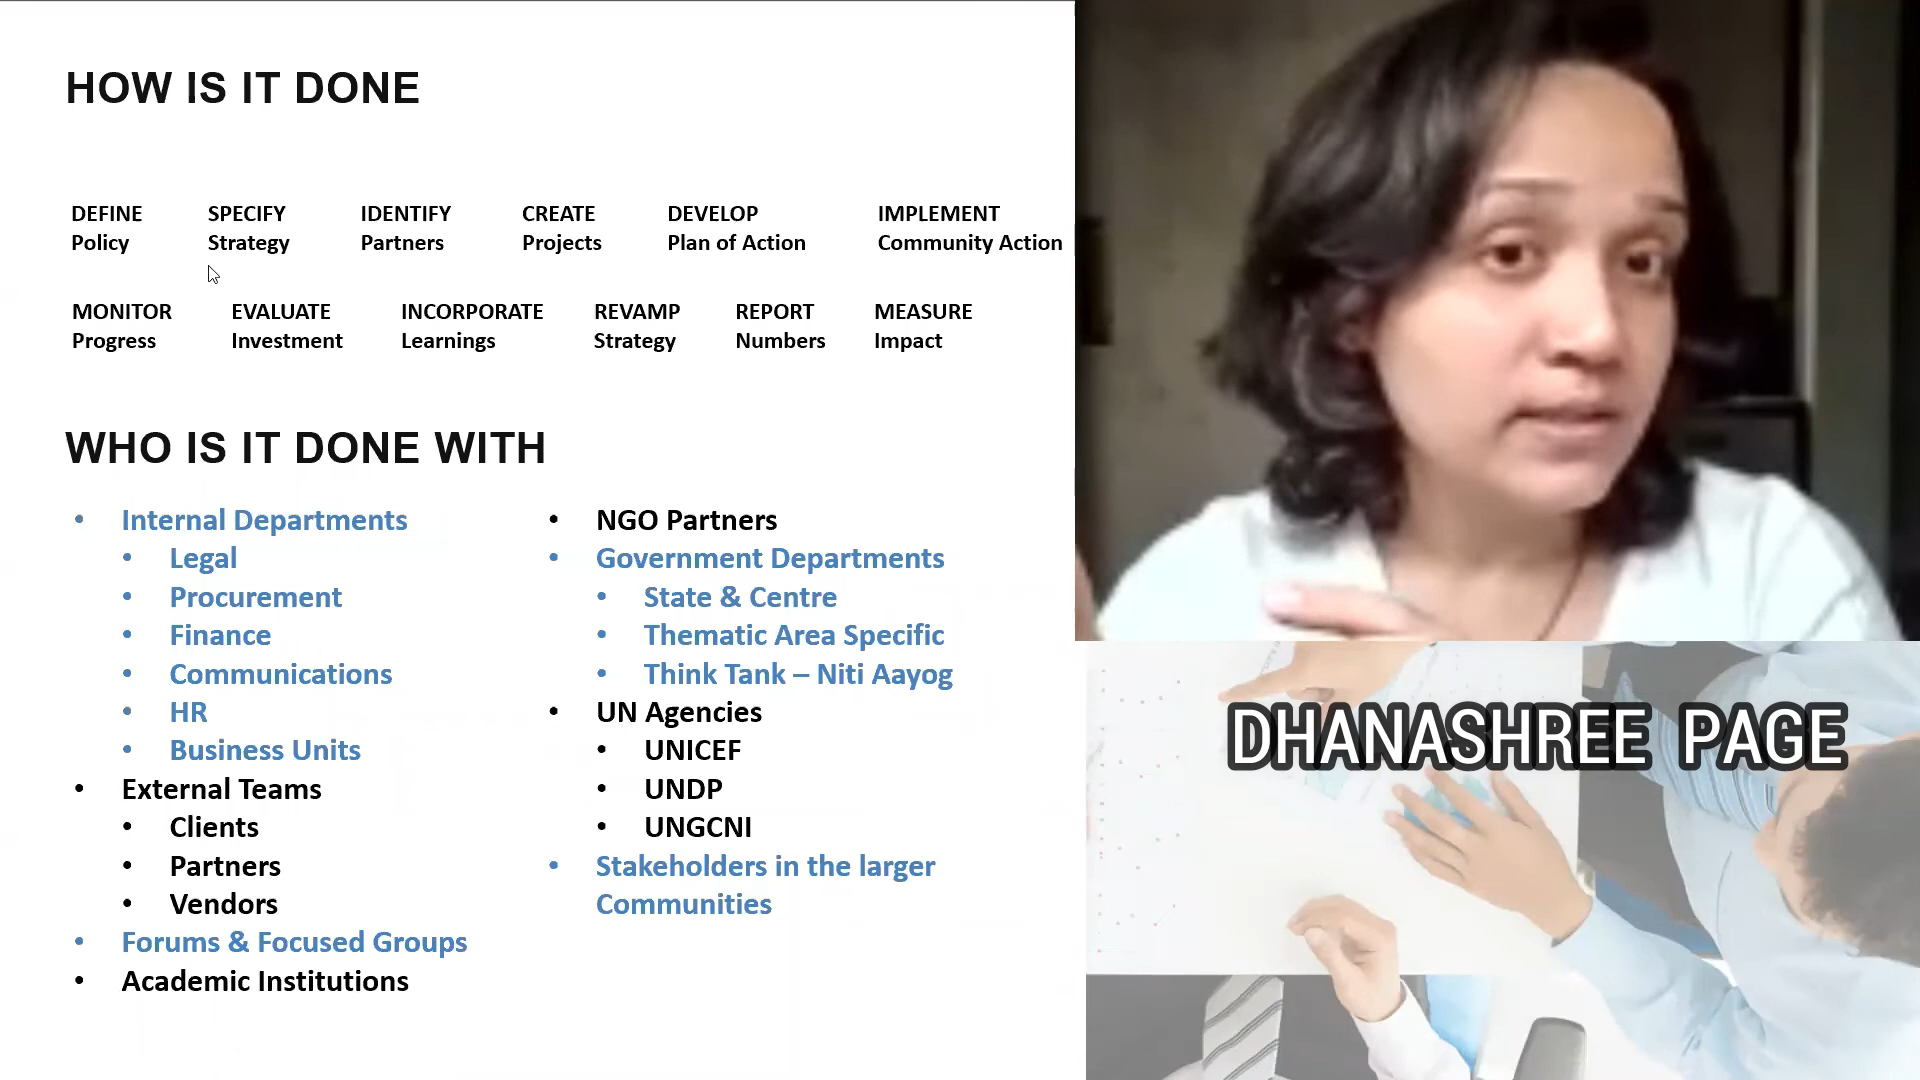 HOW IS IT DONE
DEFINE SPECIFY IDENTIFY CREATE DEVELOP IMPLEMENT
Policy Strategy Partners Projects Plan of Action Community Action
MONITOR EVALUATE INCORPORATE REVAMP REPORT MEASURE
Progress Investment Learnings Strategy Numbers Impact
WHO IS IT DONE WITH
• Internal Departments
• Legal
• Procurement
• Finance
• Communications
• HR
• Business Units
• External Teams
• Clients
• Partners
• Vendors
• Forums & Focused Groups
• Academic Institutions
• NGO Partners
• Government Departments
• State & Centre
• Thematic Area Specific
• Think Tank – Niti Aayog
• UN Agencies
• UNICEF
• UNDP
• UNGCNI
• Stakeholders in the larger
Communities
DHANASHREE PAGE